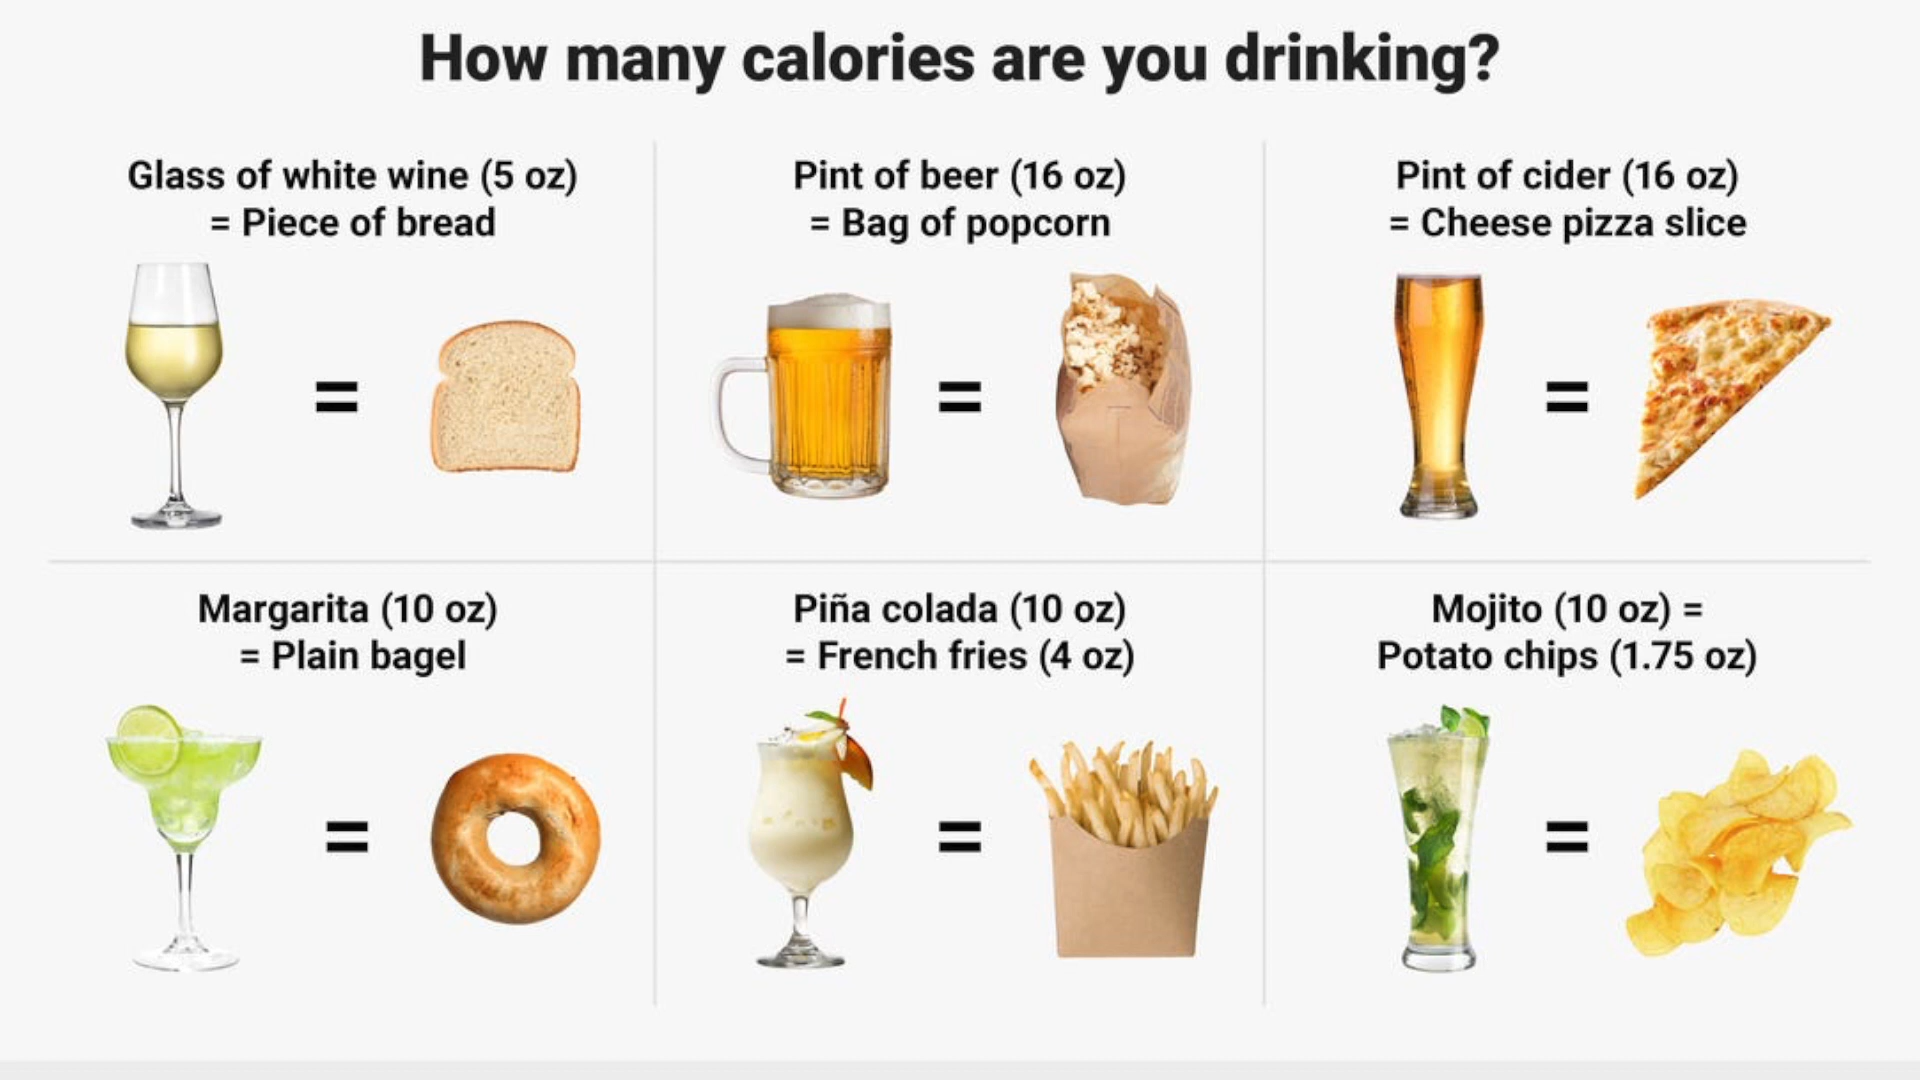 How many calories are you drinking?
Glass of white wine (5 oz)
= Piece of bread
Pint of beer (16 oz)
= Bag of popcorn
Pint of cider (16 oz)
= Cheese pizza slice
=
=
=
Margarita (10 oz)
= Plain bagel
Piña colada (10 oz)
= French fries (4 oz)
Mojito (10 oz) =
Potato chips (1.75 oz)
=
=
=